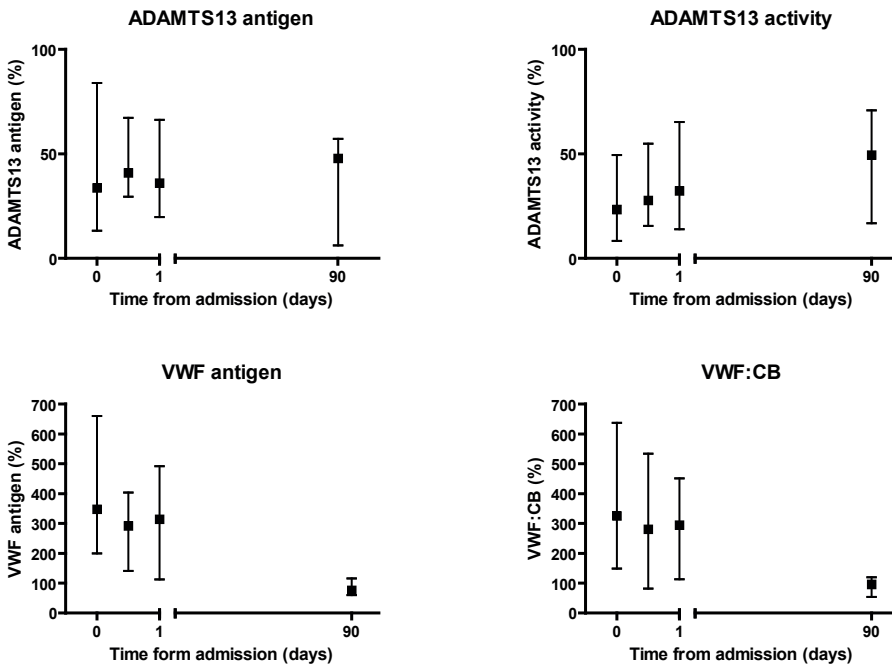 ADAMTS13 antigen
ADAMTS13 antigen (%)
100
50
0
0 1 90
Time from admission (days)
ADAMTS13 activity
ADAMTS13 activity (%)
100
50
0
0 1 90
Time from admission (days)
VWF antigen
VWF antigen (%)
700
600
500
400
300
200
100
0
0 1 90
Time form admission (days)
VWF:CB
VWF:CB (%)
700
600
500
400
300
200
100
0
0 1 90
Time from admission (days)